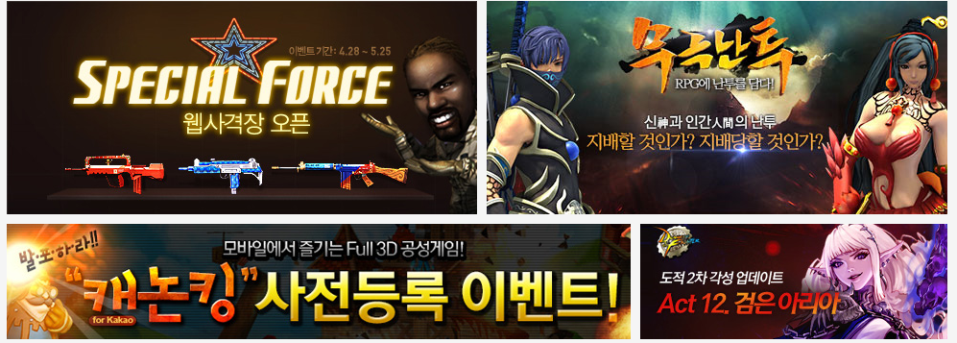 이벤트기간: 4.28 ~ 5.25
SPECIAL FORCE
웹사격장 오픈
무극난투
RPG에 난투를 담다!
신神과 인간人間의 난투
지배할 것인가? 지배당할 것인가?
발·포·하·라!!
모바일에서 즐기는 Full 3D 공성게임!
"캐논킹" 사전등록 이벤트!
for Kakao
도적 2차 각성 업데이트
Act 12. 검은 아리아